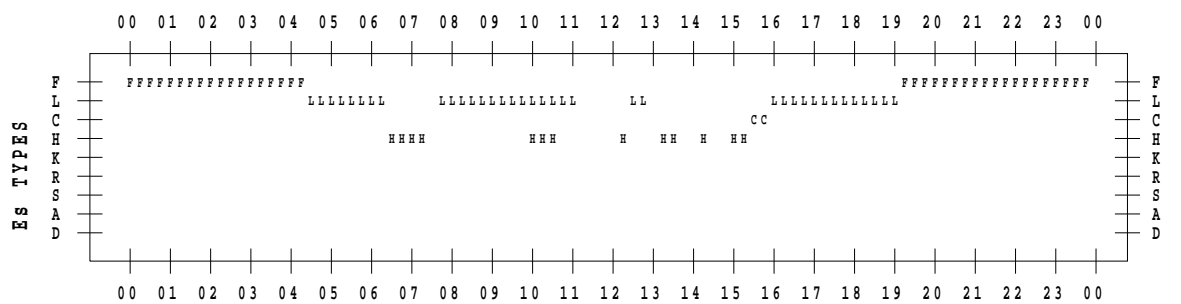 00 01 02 03 04 05 06 07 08 09 10 11 12 13 14 15 16 17 18 19 20 21 22 23 00
F FFFFFFFFFFFFFFFFFF FFFFFFFFFFFFFFFFFFF F
L LLLLLLLL LLLLLLLLLLLLLL LL LLLLLLLLLLLLL L
C CC C
H HHHH HHH H HH H HH H
K K
R R
S S
A A
D D
Es TYPES
00 01 02 03 04 05 06 07 08 09 10 11 12 13 14 15 16 17 18 19 20 21 22 23 00